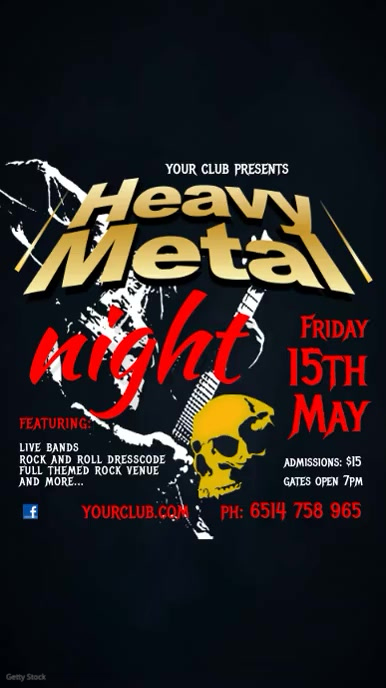 YOUR CLUB PRESENTS
Heavy
Metal
night
FRIDAY
15TH
MAY
FEATURING:
LIVE BANDS
ROCK AND ROLL DRESSCODE
FULL THEMED ROCK VENUE
AND MORE...
ADMISSIONS: $15
GATES OPEN 7PM
f
YOURCLUB.COM
PH: 6514 758 965
Getty Stock